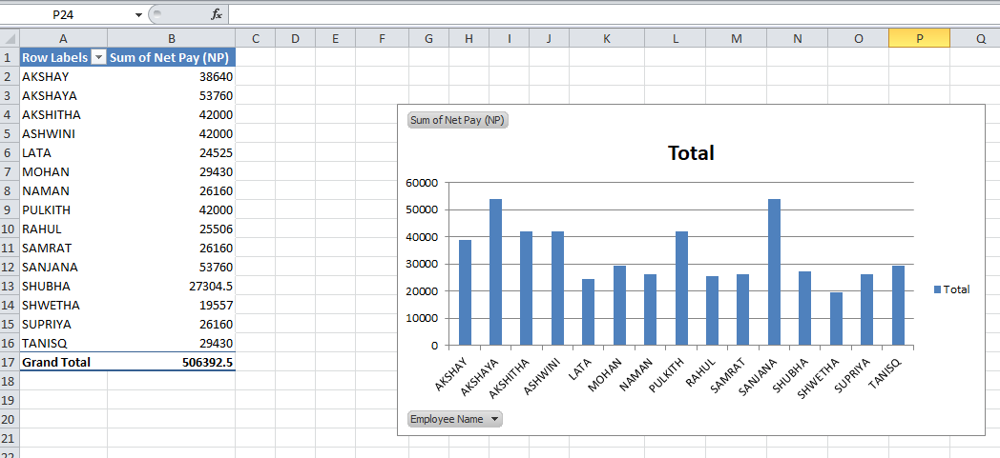 P24 fx
A B C D E F G H I J K L M N O P Q
1 Row Labels Sum of Net Pay (NP)
2 AKSHAY 38640
3 AKSHAYA 53760
4 AKSHITHA 42000
5 ASHWINI 42000
6 LATA 24525
7 MOHAN 29430
8 NAMAN 26160
9 PULKITH 42000
10 RAHUL 25506
11 SAMRAT 26160
12 SANJANA 53760
13 SHUBHA 27304.5
14 SHWETHA 19557
15 SUPRIYA 26160
16 TANISQ 29430
17 Grand Total 506392.5
18
19
20
21
22
Sum of Net Pay (NP)
Total
60000
50000
40000
30000
20000
10000
0
AKSHAY AKSHAYA AKSHITHA ASHWINI LATA MOHAN NAMAN PULKITH RAHUL SAMRAT SANJANA SHUBHA SHWETHA SUPRIYA TANISQ
Total
Employee Name